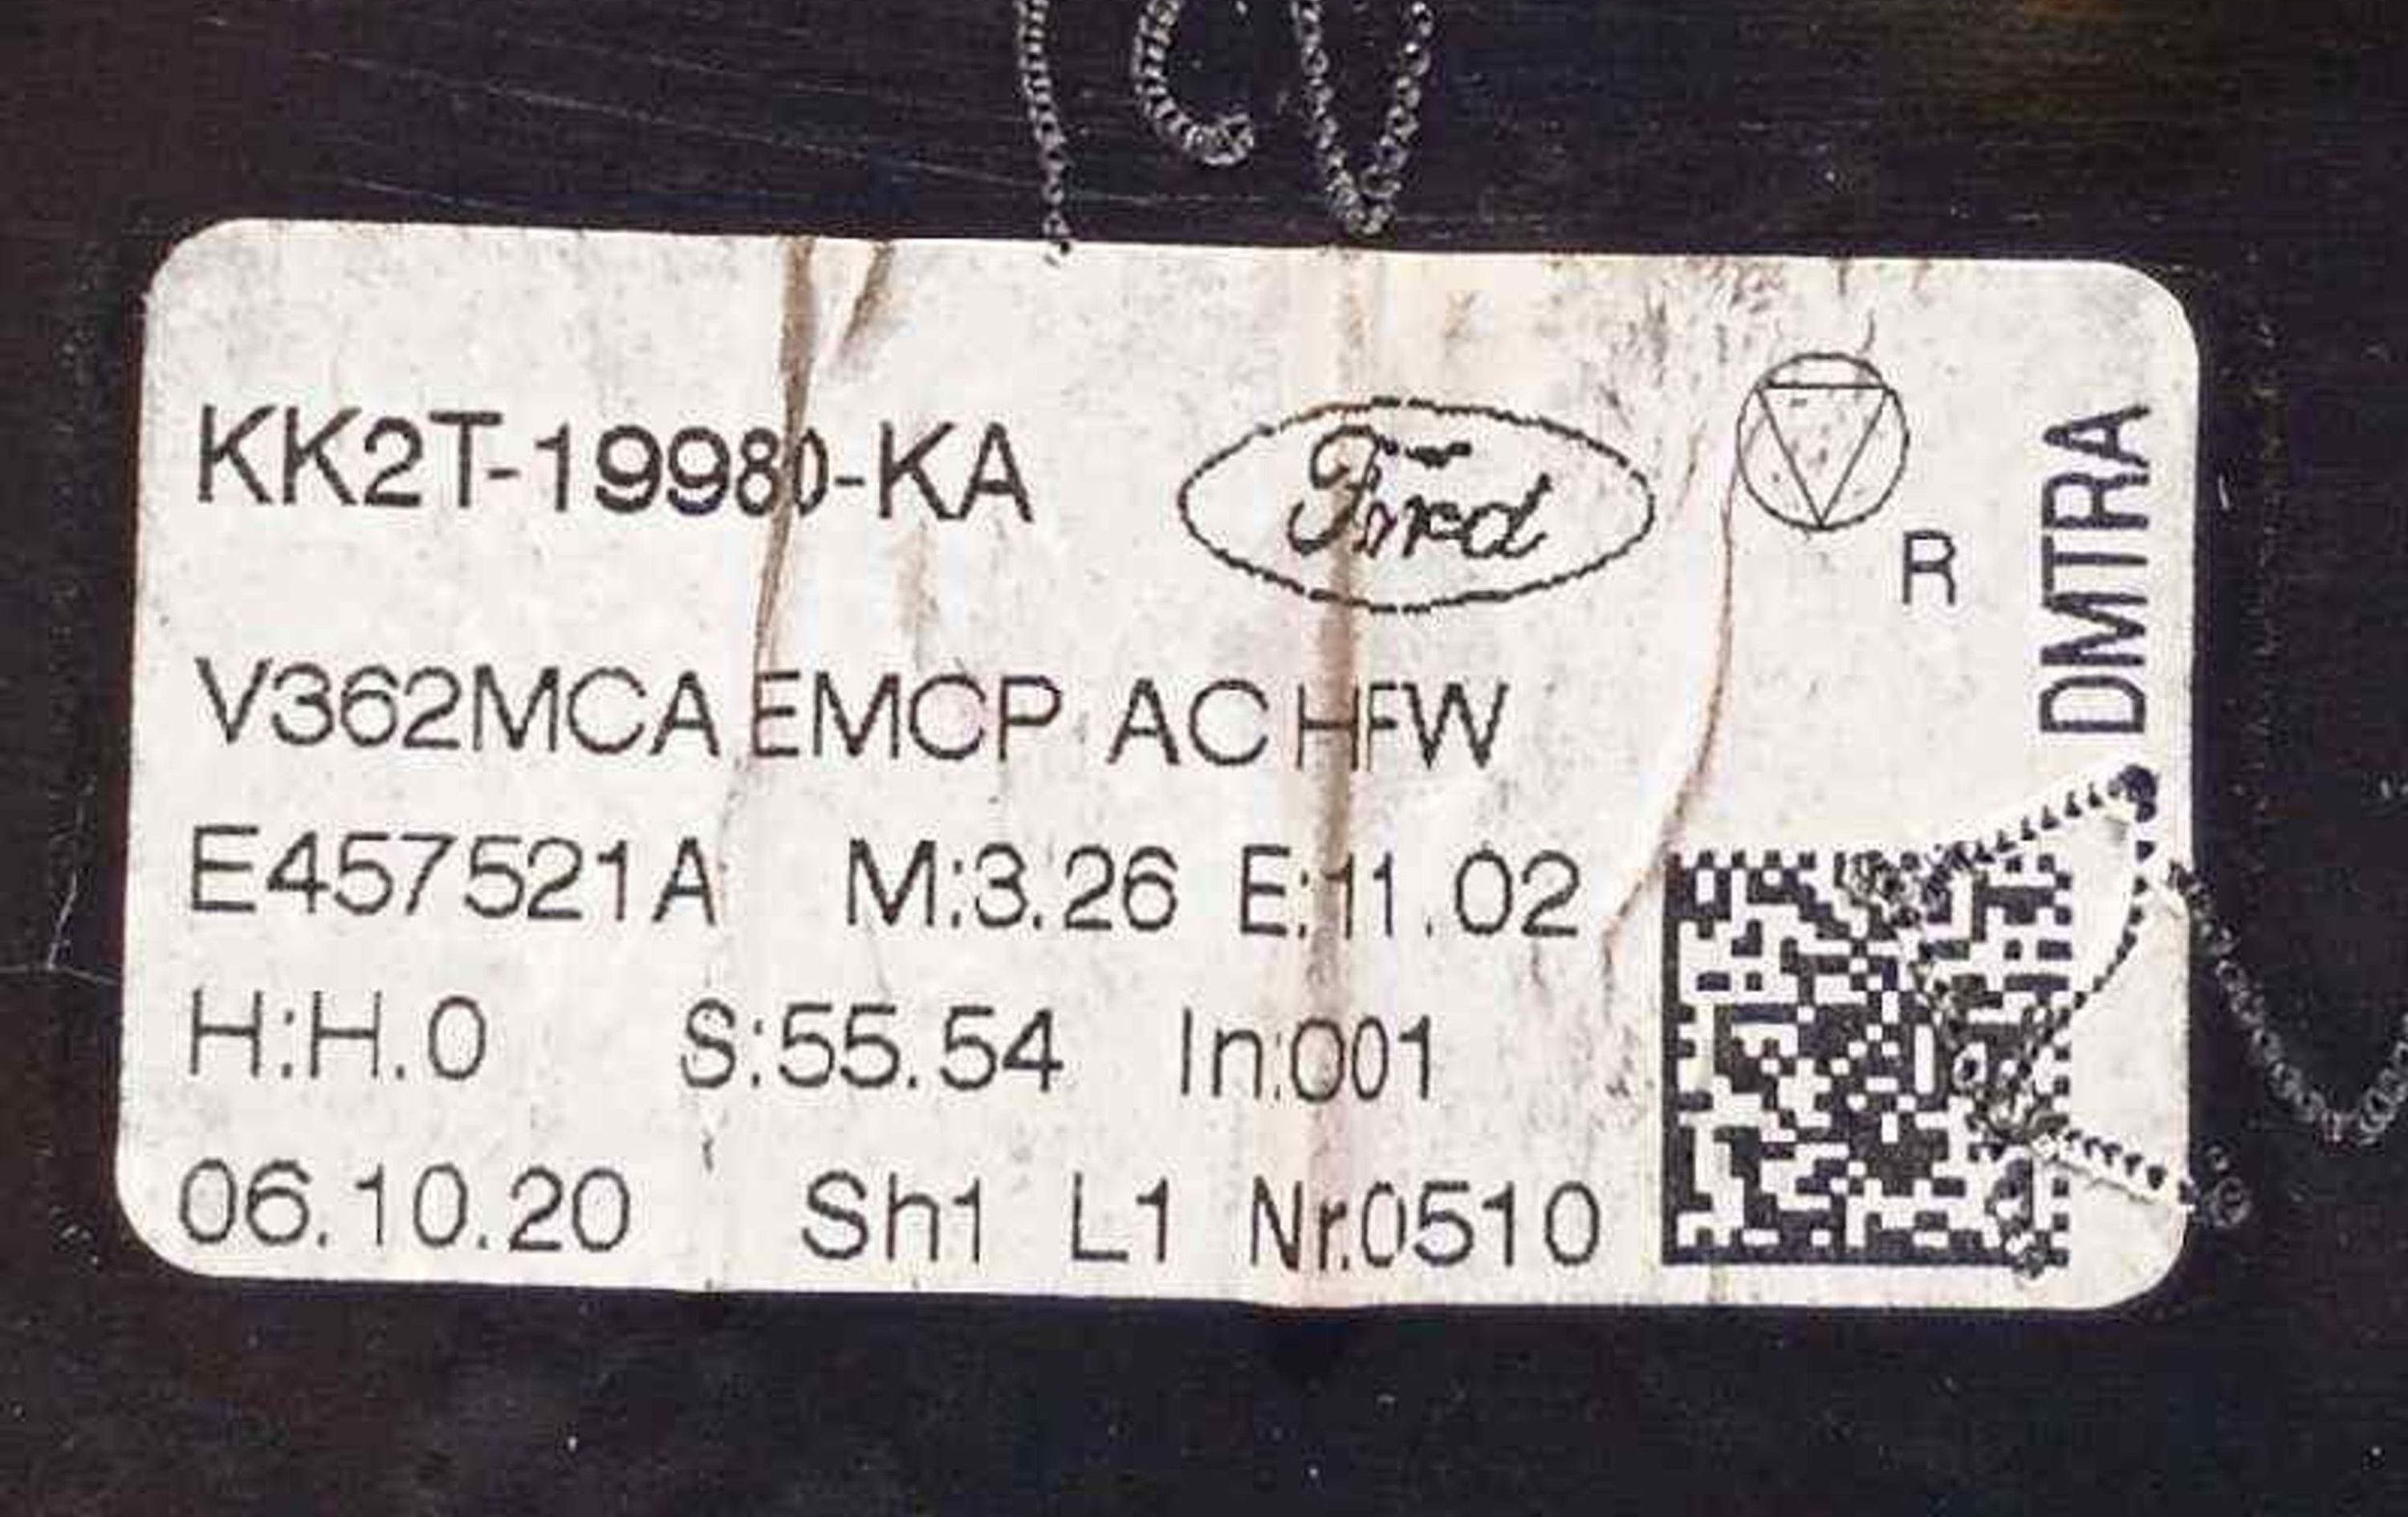 KK2T-19980-KA
Ford
R
DMTRA
V362MCA EMCP AC HFW
E457521A M:3.26 E:11.02
H:H.0 S:55.54 In:001
06.10.20 Sh1 L1 Nr.0510